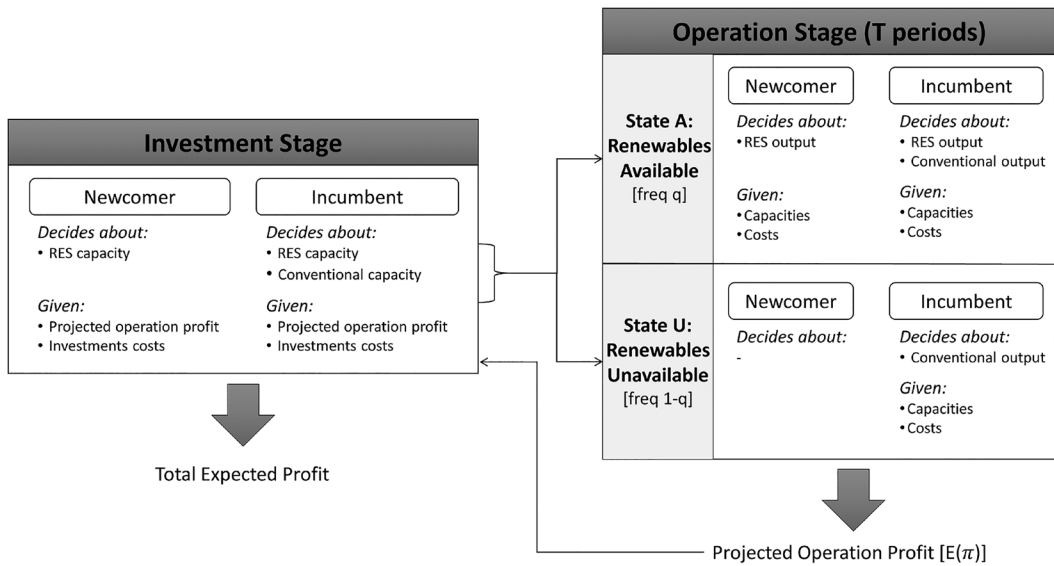 Investment Stage
Newcomer
Decides about:
• RES capacity
Given:
• Projected operation profit
• Investments costs
Incumbent
Decides about:
• RES capacity
• Conventional capacity
Given:
• Projected operation profit
• Investments costs
Total Expected Profit
Operation Stage (T periods)
State A:
Renewables
Available
[freq q]
Newcomer
Decides about:
• RES output
Given:
• Capacities
• Costs
Incumbent
Decides about:
• RES output
• Conventional output
Given:
• Capacities
• Costs
State U:
Renewables
Unavailable
[freq 1-q]
Newcomer
Decides about:
-
Incumbent
Decides about:
• Conventional output
Given:
• Capacities
• Costs
Projected Operation Profit [E(π)]